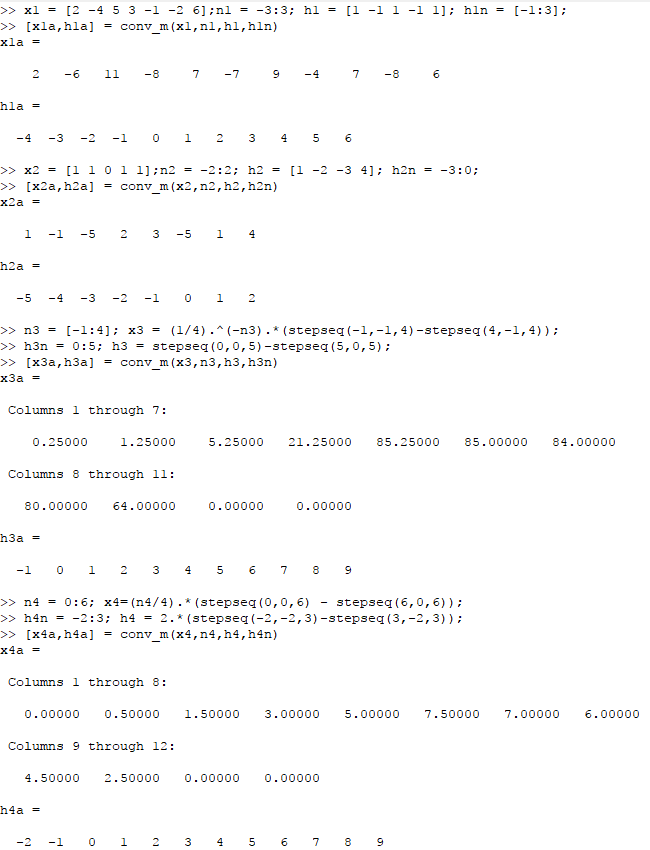 >> x1 = [2 -4 5 3 -1 -2 6];n1 = -3:3; h1 = [1 -1 1 -1 1]; h1n = [-1:3];
>> [x1a,h1a] = conv_m(x1,n1,h1,h1n)
x1a =
2 -6 11 -8 7 -7 9 -4 7 -8 6
h1a =
-4 -3 -2 -1 0 1 2 3 4 5 6
>> x2 = [1 1 0 1 1];n2 = -2:2; h2 = [1 -2 -3 4]; h2n = -3:0;
>> [x2a,h2a] = conv_m(x2,n2,h2,h2n)
x2a =
1 -1 -5 2 3 -5 1 4
h2a =
-5 -4 -3 -2 -1 0 1 2
>> n3 = [-1:4]; x3 = (1/4).^(-n3).*(stepseq(-1,-1,4)-stepseq(4,-1,4));
>> h3n = 0:5; h3 = stepseq(0,0,5)-stepseq(5,0,5);
>> [x3a,h3a] = conv_m(x3,n3,h3,h3n)
x3a =
Columns 1 through 7:
0.25000 1.25000 5.25000 21.25000 85.25000 85.00000 84.00000
Columns 8 through 11:
80.00000 64.00000 0.00000 0.00000
h3a =
-1 0 1 2 3 4 5 6 7 8 9
>> n4 = 0:6; x4=(n4/4).*(stepseq(0,0,6) - stepseq(6,0,6));
>> h4n = -2:3; h4 = 2.*(stepseq(-2,-2,3)-stepseq(3,-2,3));
>> [x4a,h4a] = conv_m(x4,n4,h4,h4n)
x4a =
Columns 1 through 8:
0.00000 0.50000 1.50000 3.00000 5.00000 7.50000 7.00000 6.00000
Columns 9 through 12:
4.50000 2.50000 0.00000 0.00000
h4a =
-2 -1 0 1 2 3 4 5 6 7 8 9